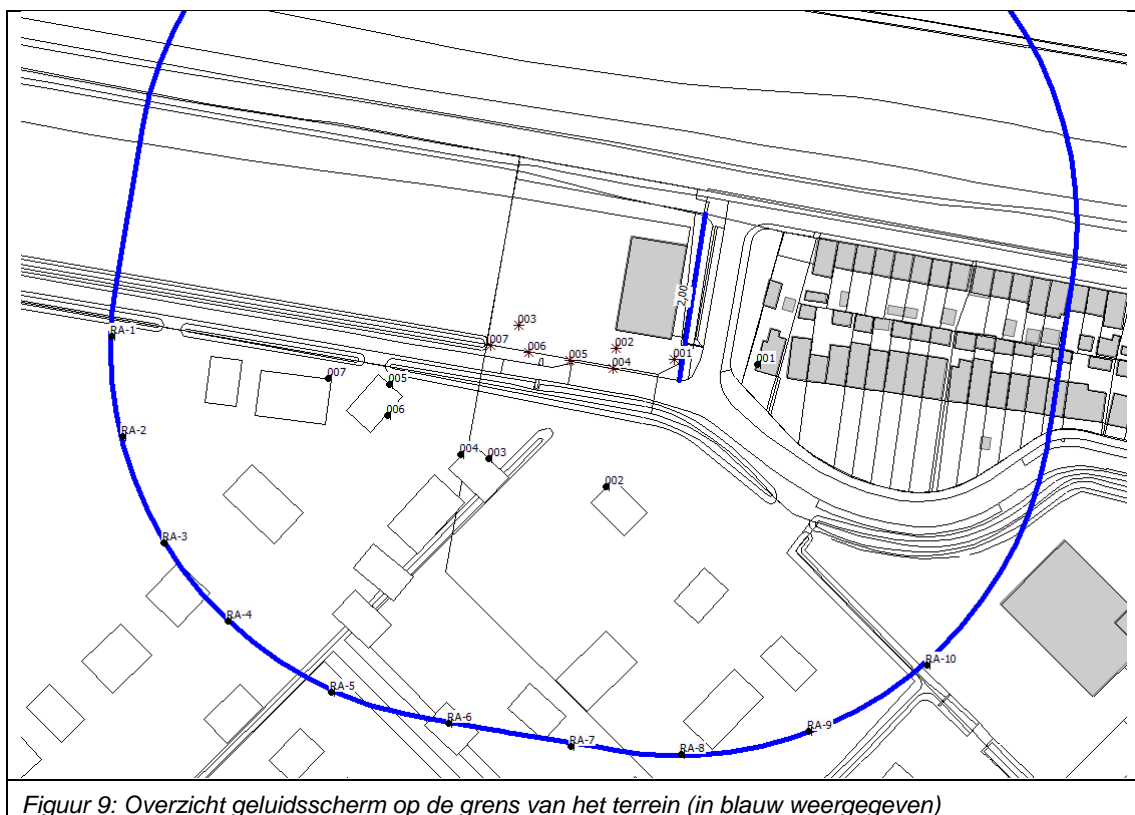 2,00
003
007
006
002
005
004
001
001
RA-1
007
005
006
RA-2
004
003
002
RA-3
RA-4
RA-5
RA-6
RA-7
RA-8
RA-9
RA-10
Figuur 9: Overzicht geluidsscherm op de grens van het terrein (in blauw weergegeven)